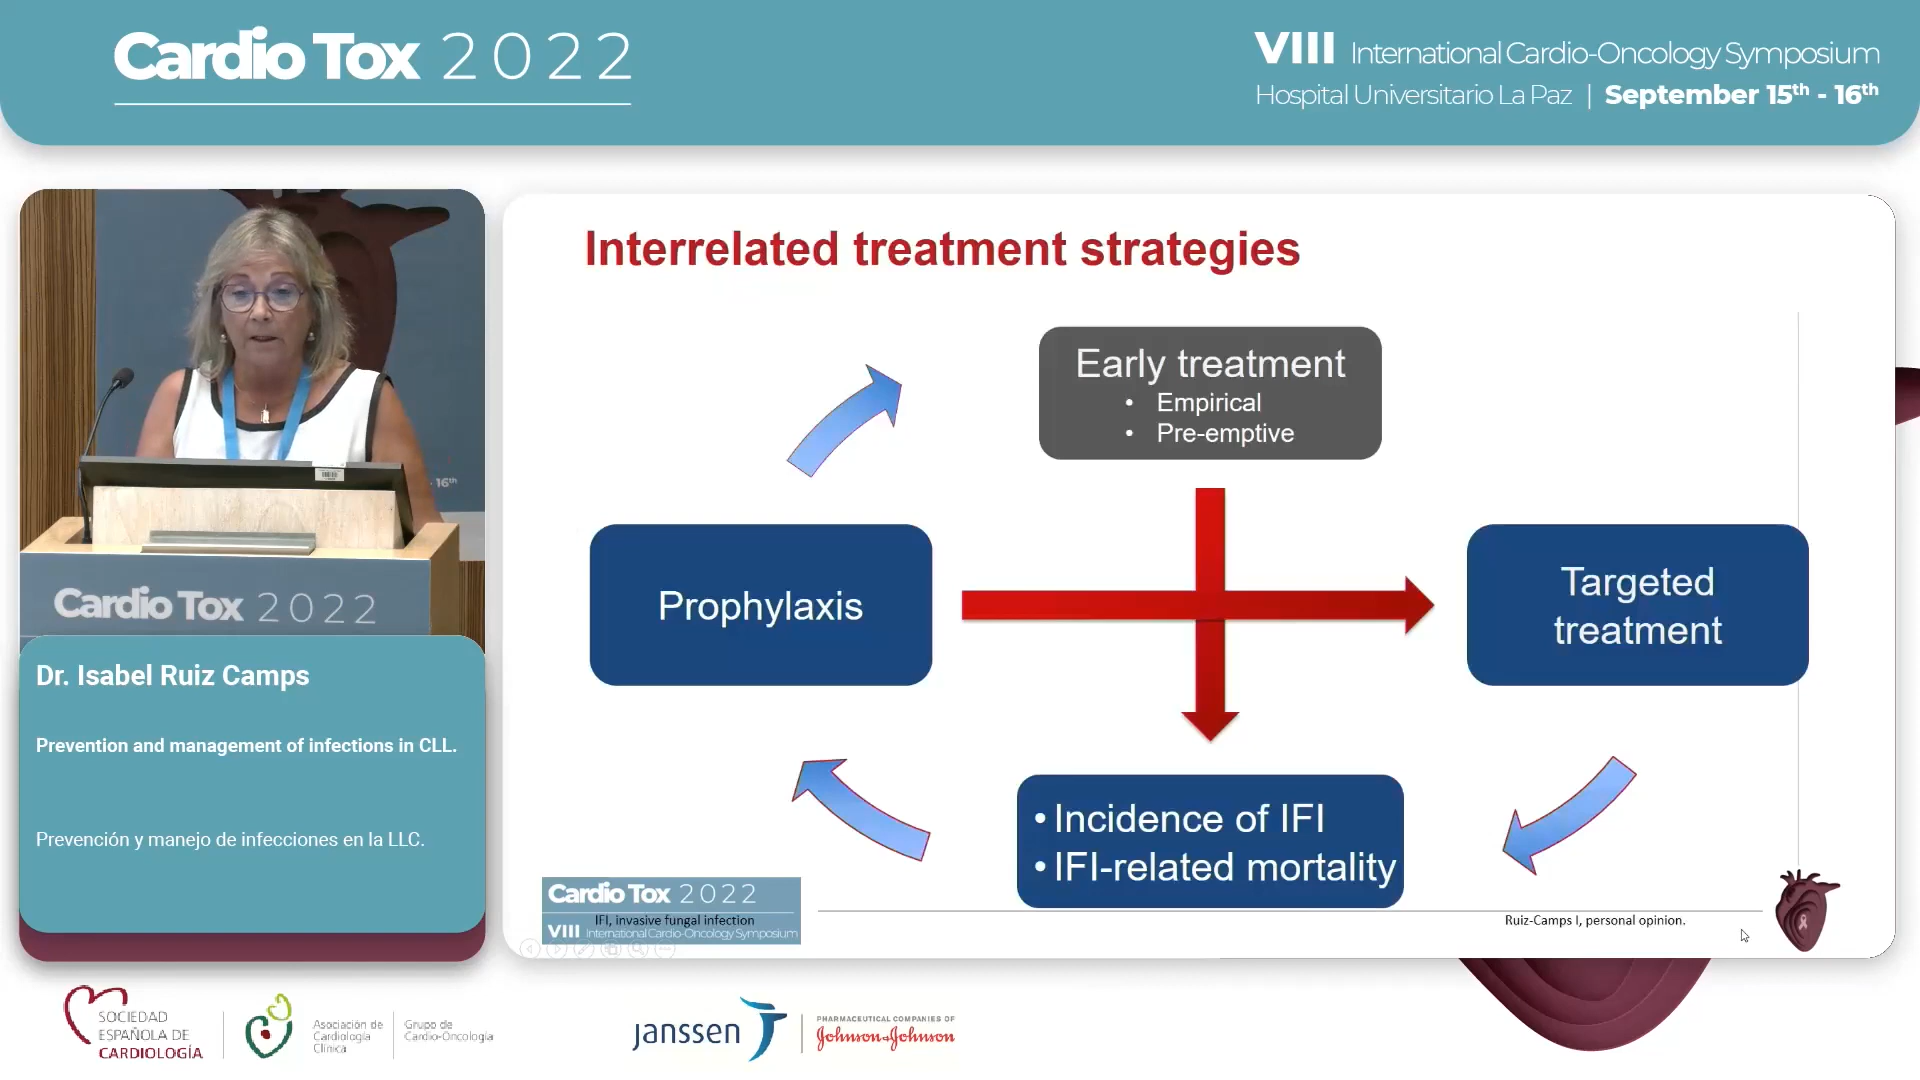 Cardio Tox 2022
VIII International Cardio-Oncology Symposium
Hospital Universitario La Paz | September 15th - 16th
Interrelated treatment strategies
Early treatment
• Empirical
• Pre-emptive
Prophylaxis
Targeted
treatment
• Incidence of IFI
• IFI-related mortality
Cardio Tox 2022
IFI, invasive fungal infection
VIII International Cardio-Oncology Symposium
Ruiz-Camps I, personal opinion.
- 16th
Cardio Tox 2022
Dr. Isabel Ruiz Camps
Prevention and management of infections in CLL.
Prevención y manejo de infecciones en la LLC.
SOCIEDAD
ESPAÑOLA DE
CARDIOLOGÍA
Asociación de
Cardiología
Clínica
Grupo de
Cardio-Oncología
janssen
PHARMACEUTICAL COMPANIES OF
Johnson & Johnson